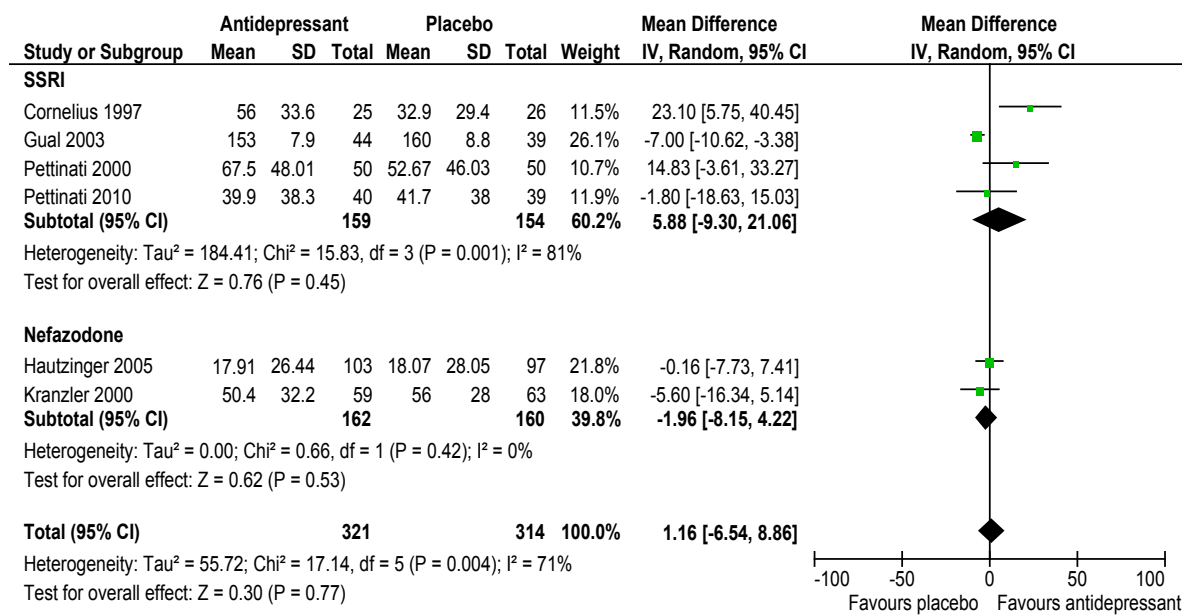 Antidepressant Placebo Mean Difference Mean Difference
Study or Subgroup Mean SD Total Mean SD Total Weight IV, Random, 95% CI IV, Random, 95% CI
SSRI
Cornelius 1997 56 33.6 25 32.9 29.4 26 11.5% 23.10 [5.75, 40.45]
Gual 2003 153 7.9 44 160 8.8 39 26.1% -7.00 [-10.62, -3.38]
Pettinati 2000 67.5 48.01 50 52.67 46.03 50 10.7% 14.83 [-3.61, 33.27]
Pettinati 2010 39.9 38.3 40 41.7 38 39 11.9% -1.80 [-18.63, 15.03]
Subtotal (95% CI) 159 154 60.2% 5.88 [-9.30, 21.06]
Heterogeneity: Tau² = 184.41; Chi² = 15.83, df = 3 (P = 0.001); I² = 81%
Test for overall effect: Z = 0.76 (P = 0.45)
Nefazodone
Hautzinger 2005 17.91 26.44 103 18.07 28.05 97 21.8% -0.16 [-7.73, 7.41]
Kranzler 2000 50.4 32.2 59 56 28 63 18.0% -5.60 [-16.34, 5.14]
Subtotal (95% CI) 162 160 39.8% -1.96 [-8.15, 4.22]
Heterogeneity: Tau² = 0.00; Chi² = 0.66, df = 1 (P = 0.42); I² = 0%
Test for overall effect: Z = 0.62 (P = 0.53)
Total (95% CI) 321 314 100.0% 1.16 [-6.54, 8.86]
Heterogeneity: Tau² = 55.72; Chi² = 17.14, df = 5 (P = 0.004); I² = 71%
Test for overall effect: Z = 0.30 (P = 0.77)
-100 -50 0 50 100
Favours placebo Favours antidepressant